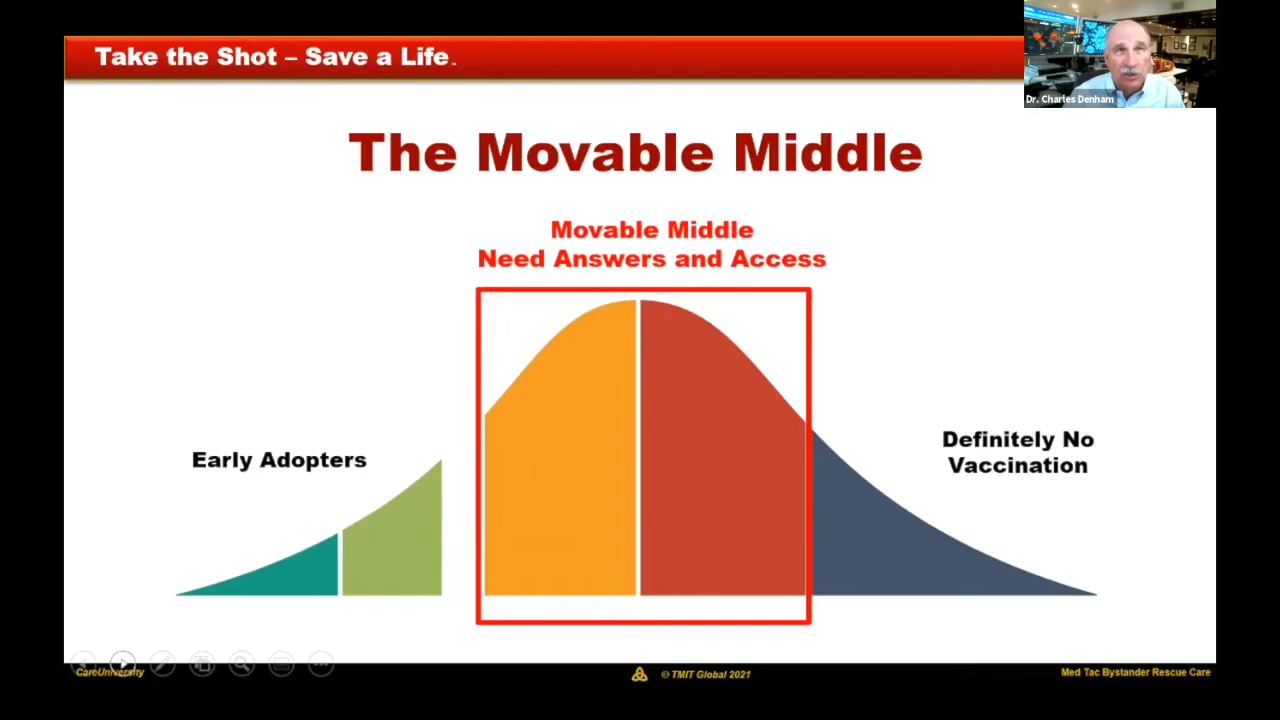 Take the Shot – Save a Life
Dr. Charles Denham
The Movable Middle
Movable Middle
Need Answers and Access
Early Adopters
Definitely No
Vaccination
CareUniversity
© TMIT Global 2021
Med Tac Bystander Rescue Care